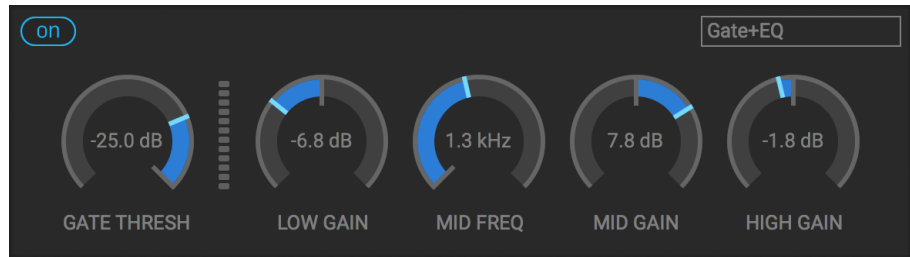 on
Gate+EQ
-25.0 dB
-6.8 dB
1.3 kHz
7.8 dB
-1.8 dB
GATE THRESH
LOW GAIN
MID FREQ
MID GAIN
HIGH GAIN